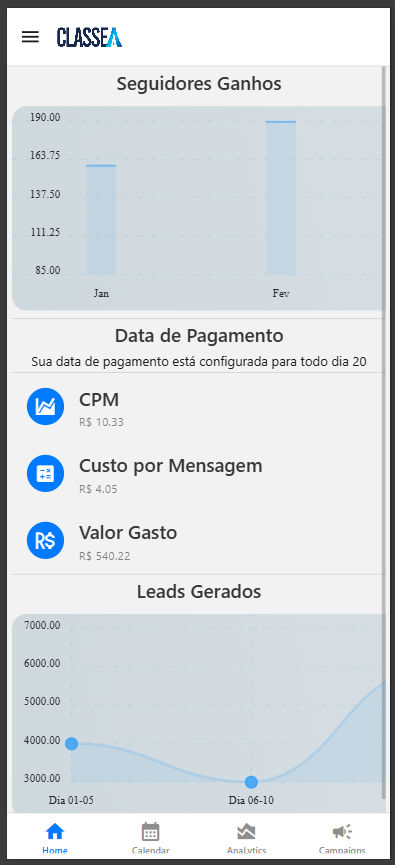 CLASSEA
Seguidores Ganhos
190.00
163.75
137.50
111.25
85.00
Jan Fev
Data de Pagamento
Sua data de pagamento está configurada para todo dia 20
CPM
R$ 10.33
Custo por Mensagem
R$ 4.05
R$
Valor Gasto
R$ 540.22
Leads Gerados
7000.00
6000.00
5000.00
4000.00
3000.00
Dia 01-05 Dia 06-10
Home Calendar Analytics Campaigns